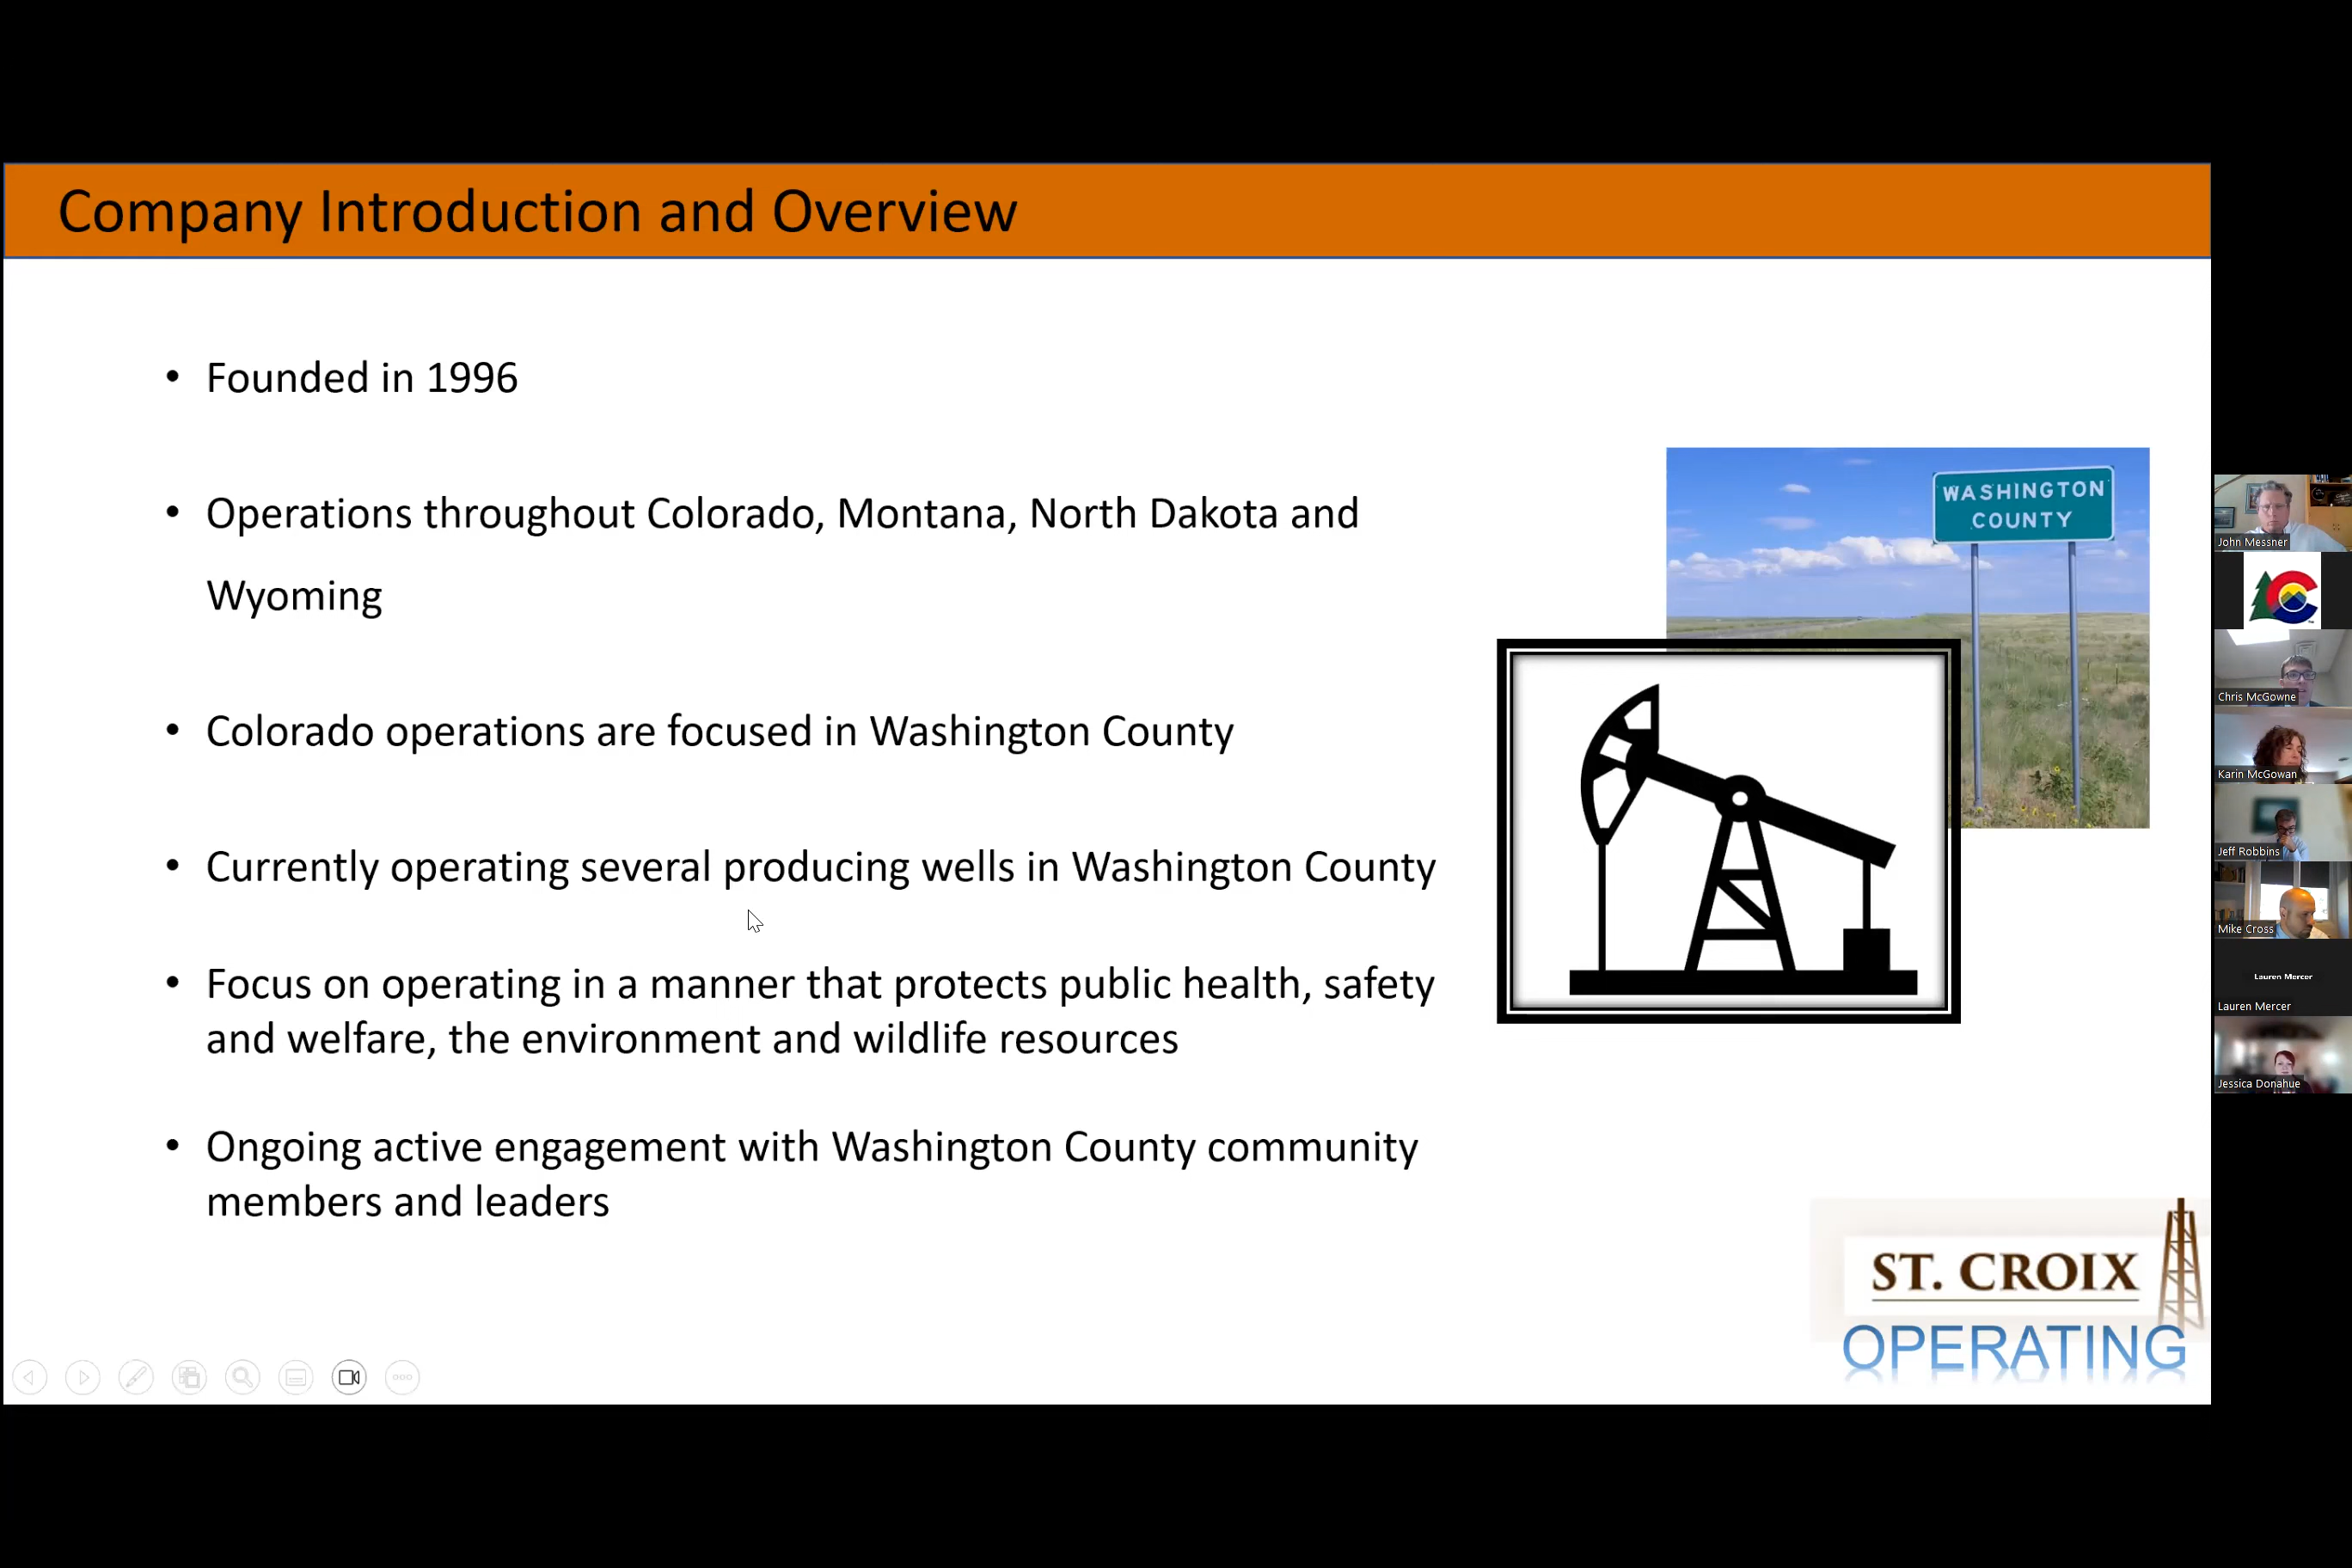 Company Introduction and Overview
• Founded in 1996
• Operations throughout Colorado, Montana, North Dakota and
Wyoming
• Colorado operations are focused in Washington County
• Currently operating several producing wells in Washington County
• Focus on operating in a manner that protects public health, safety
and welfare, the environment and wildlife resources
• Ongoing active engagement with Washington County community
members and leaders
WASHINGTON
COUNTY
ST. CROIX
OPERATING
John Messner
Chris McGowne
Karin McGowan
Jeff Robbins
Mike Cross
Lauren Mercer
Lauren Mercer
Jessica Donahue